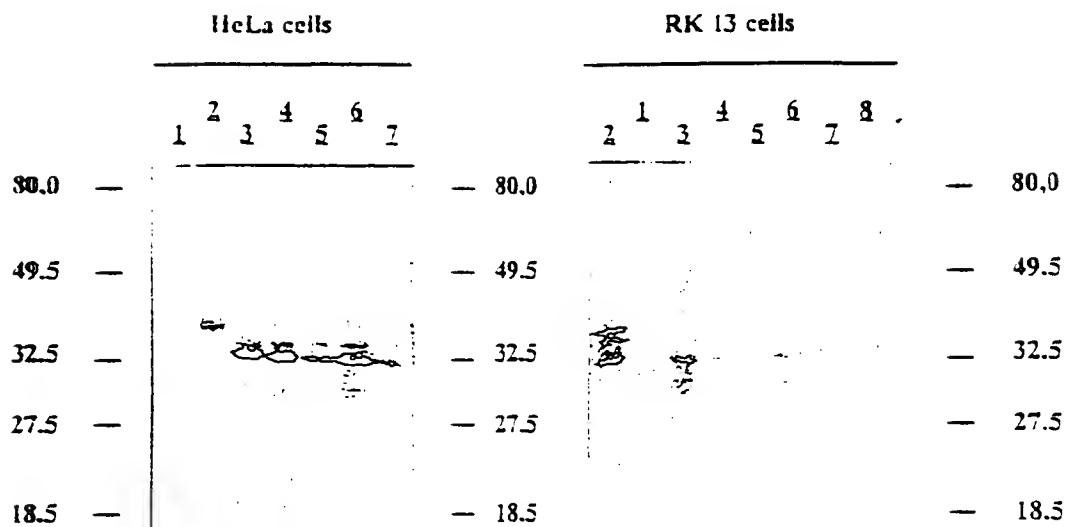 HeLa cells RK 13 cells
2 4 6 1 4 6 8
1 3 5 7 2 3 5 7
80.0 — — 80.0 — 80,0
49.5 — — 49.5 — 49.5
32.5 — — 32.5 — 32.5
27.5 — — 27.5 — 27.5
18.5 — — 18.5 — 18.5